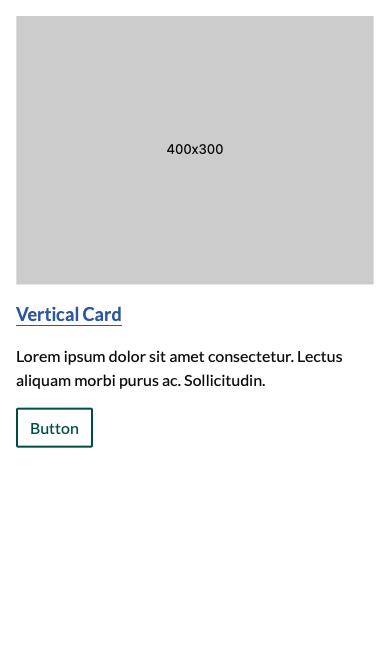 400x300
Vertical Card
Lorem ipsum dolor sit amet consectetur. Lectus
aliquam morbi purus ac. Sollicitudin.
Button